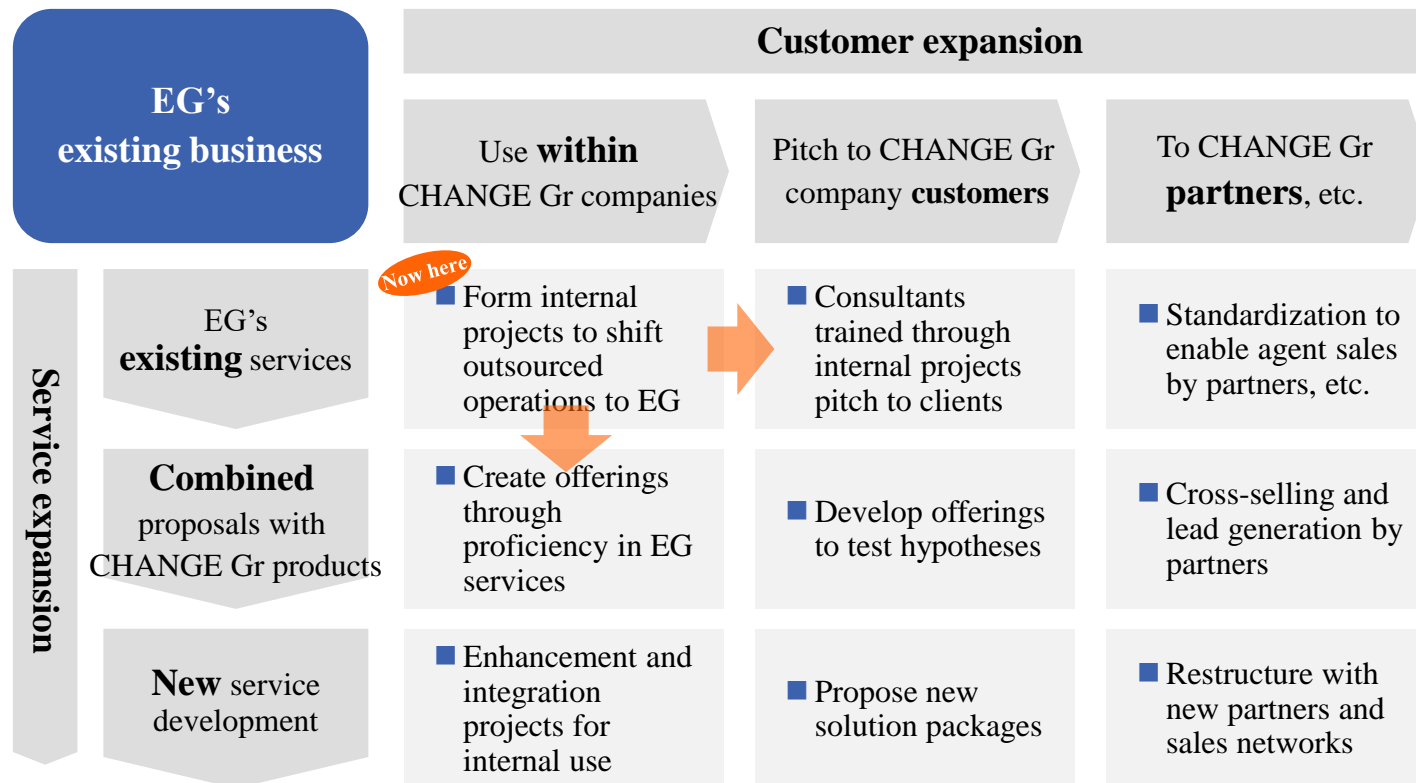 EG’s
existing business
Customer expansion
Use within
CHANGE Gr companies
Pitch to CHANGE Gr
company customers
To CHANGE Gr
partners, etc.
Service expansion
EG’s
existing services
Now here
Form internal
projects to shift
outsourced
operations to EG
Consultants
trained through
internal projects
pitch to clients
Standardization to
enable agent sales
by partners, etc.
Combined
proposals with
CHANGE Gr products
Create offerings
through
proficiency in EG
services
Develop offerings
to test hypotheses
Cross-selling and
lead generation by
partners
New service
development
Enhancement and
integration
projects for
internal use
Propose new
solution packages
Restructure with
new partners and
sales networks